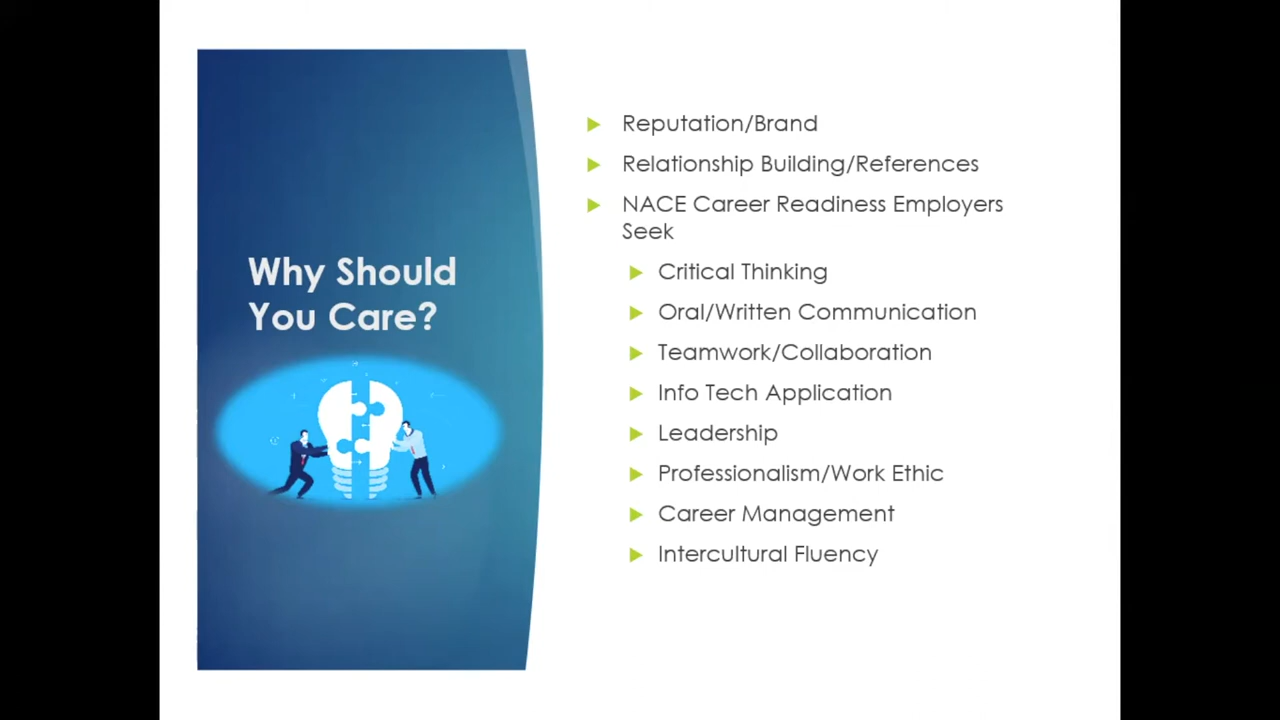 Why Should
You Care?
Reputation/Brand
Relationship Building/References
NACE Career Readiness Employers
Seek
Critical Thinking
Oral/Written Communication
Teamwork/Collaboration
Info Tech Application
Leadership
Professionalism/Work Ethic
Career Management
Intercultural Fluency